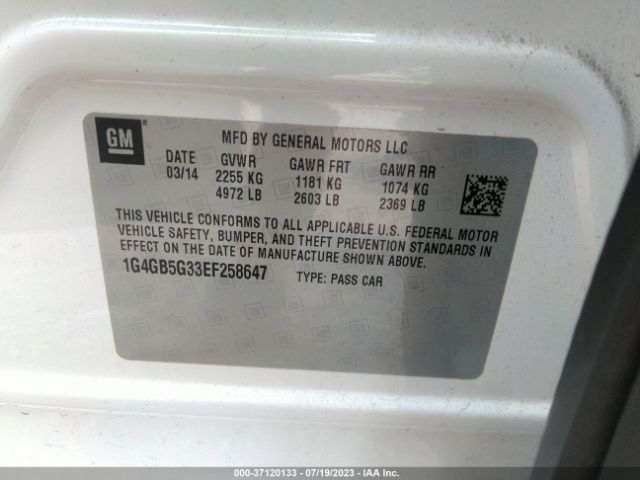 GM
MFD BY GENERAL MOTORS LLC
DATE GVWR GAWR FRT GAWR RR
03/14 2255 KG 1181 KG 1074 KG
4972 LB 2603 LB 2369 LB
THIS VEHICLE CONFORMS TO ALL APPLICABLE U.S. FEDERAL MOTOR
VEHICLE SAFETY, BUMPER, AND THEFT PREVENTION STANDARDS IN
EFFECT ON THE DATE OF MANUFACTURE SHOWN ABOVE.
1G4GB5G33EF258647 TYPE: PASS CAR
000-37120133 - 07/19/2023 - IAA Inc.